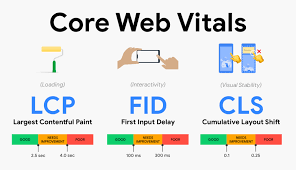 Core Web Vitals
(Loading)
LCP
Largest Contentful Paint
GOOD NEEDS IMPROVEMENT POOR
2.5 sec 4.0 sec
(Interactivity)
FID
First Input Delay
GOOD NEEDS IMPROVEMENT POOR
100 ms 300 ms
(Visual Stability)
CLS
Cumulative Layout Shift
GOOD NEEDS IMPROVEMENT POOR
0.1 0.25